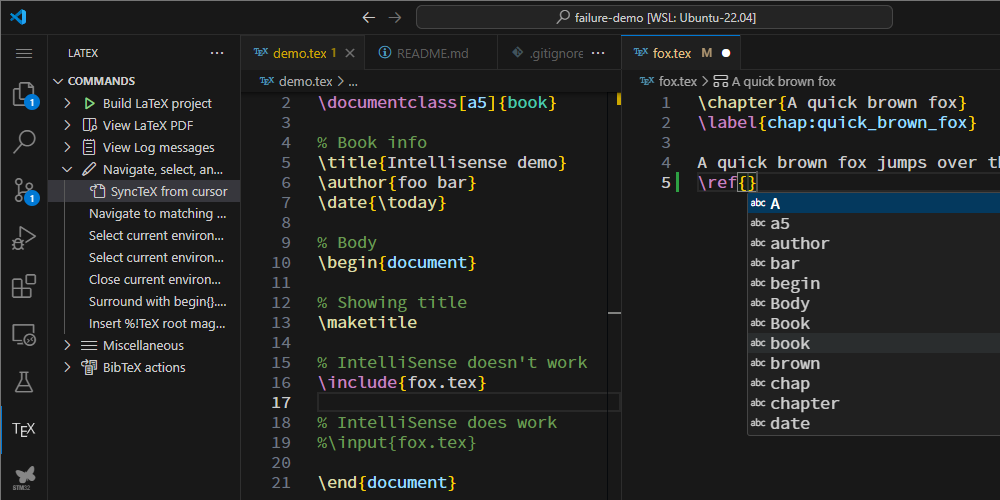 failure-demo [WSL: Ubuntu-22.04]
LATEX
COMMANDS
Build LaTeX project
View LaTeX PDF
View Log messages
Navigate, select, an...
SyncTeX from cursor
Navigate to matching ...
Select current environ...
Select current environ...
Close current environ...
Surround with begin{}....
Insert %!TeX root mag...
Miscellaneous
BibTeX actions
1
1
TEX
ATM32
TEX demo.tex 1
README.md
.gitignore ...
TEX demo.tex > ...
2 \documentclass[a5]{book}
3
4 % Book info
5 \title{Intellisense demo}
6 \author{foo bar}
7 \date{\today}
8
9 % Body
10 \begin{document}
11
12 % Showing title
13 \maketitle
14
15 % IntelliSense doesn't work
16 \include{fox.tex}
17
18 % IntelliSense does work
19 %\input{fox.tex}
20
21 \end{document}
TEX fox.tex M
TEX fox.tex > A quick brown fox
1 \chapter{A quick brown fox}
2 \label{chap:quick_brown_fox}
3
4 A quick brown fox jumps over th
5 \ref{}
abc A
abc a5
abc author
abc bar
abc begin
abc Body
abc Book
abc book
abc brown
abc chap
abc chapter
abc date